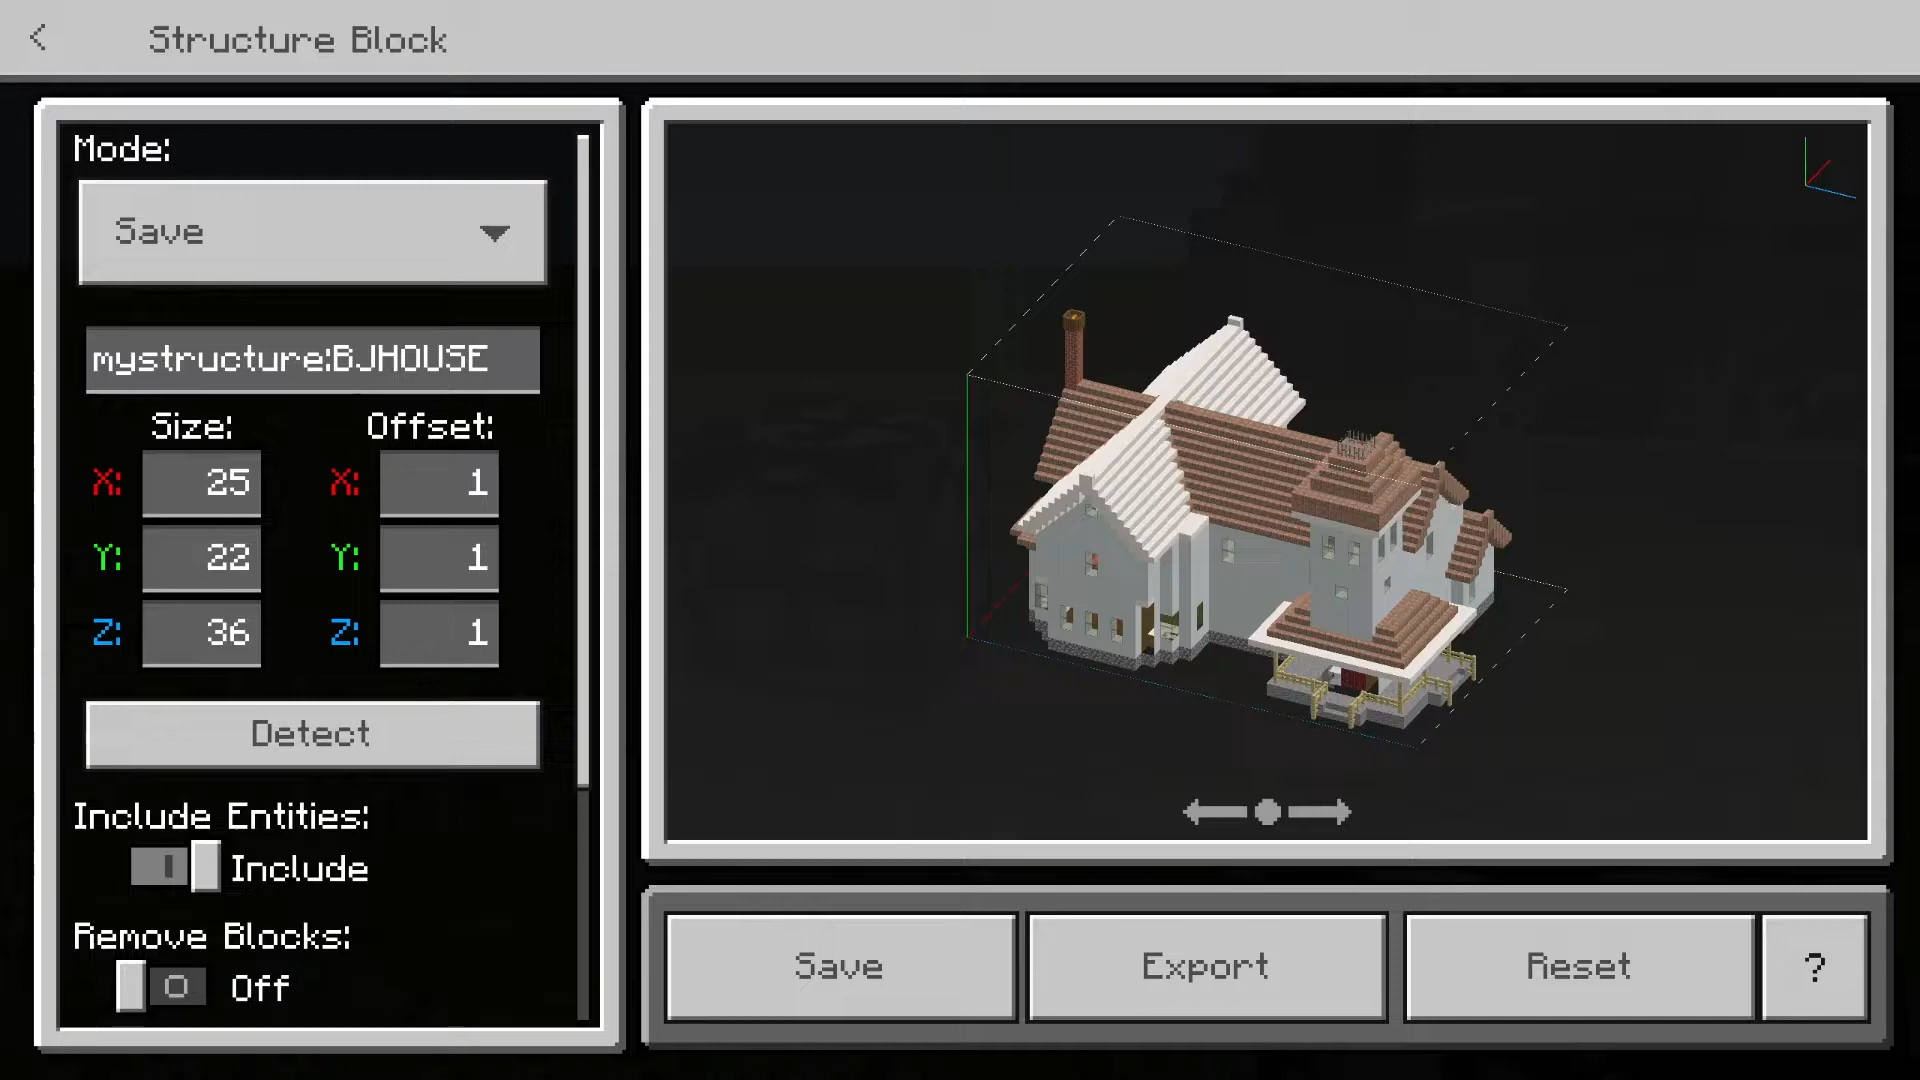 Structure Block
Mode:
Save
mystructure:BJHOUSE
Size: Offset:
X: 25 X: 1
Y: 22 Y: 1
Z: 36 Z: 1
Detect
Include Entities:
Include
Remove Blocks:
Off
Save Export Reset ?